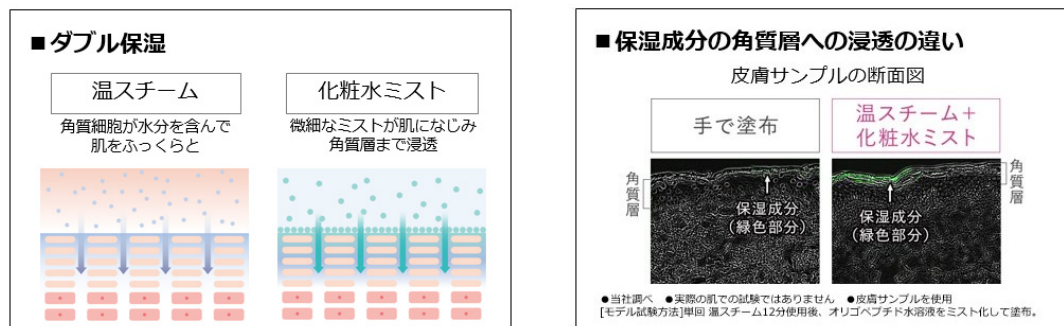 ■ダブル保湿
温スチーム
角質細胞が水分を含んで
肌をふっくらと
化粧水ミスト
微細なミストが肌になじみ
角質層まで浸透
■保湿成分の角質層への浸透の違い
皮膚サンプルの断面図
手で塗布
温スチーム＋
化粧水ミスト
角質層
保湿成分
（緑色部分）
保湿成分
（緑色部分）
角質層
●当社調べ ●実際の肌での試験ではありません ●皮膚サンプルを使用
[モデル試験方法]単回 温スチーム12分使用後、オリゴペプチド水溶液をミスト化して塗布。